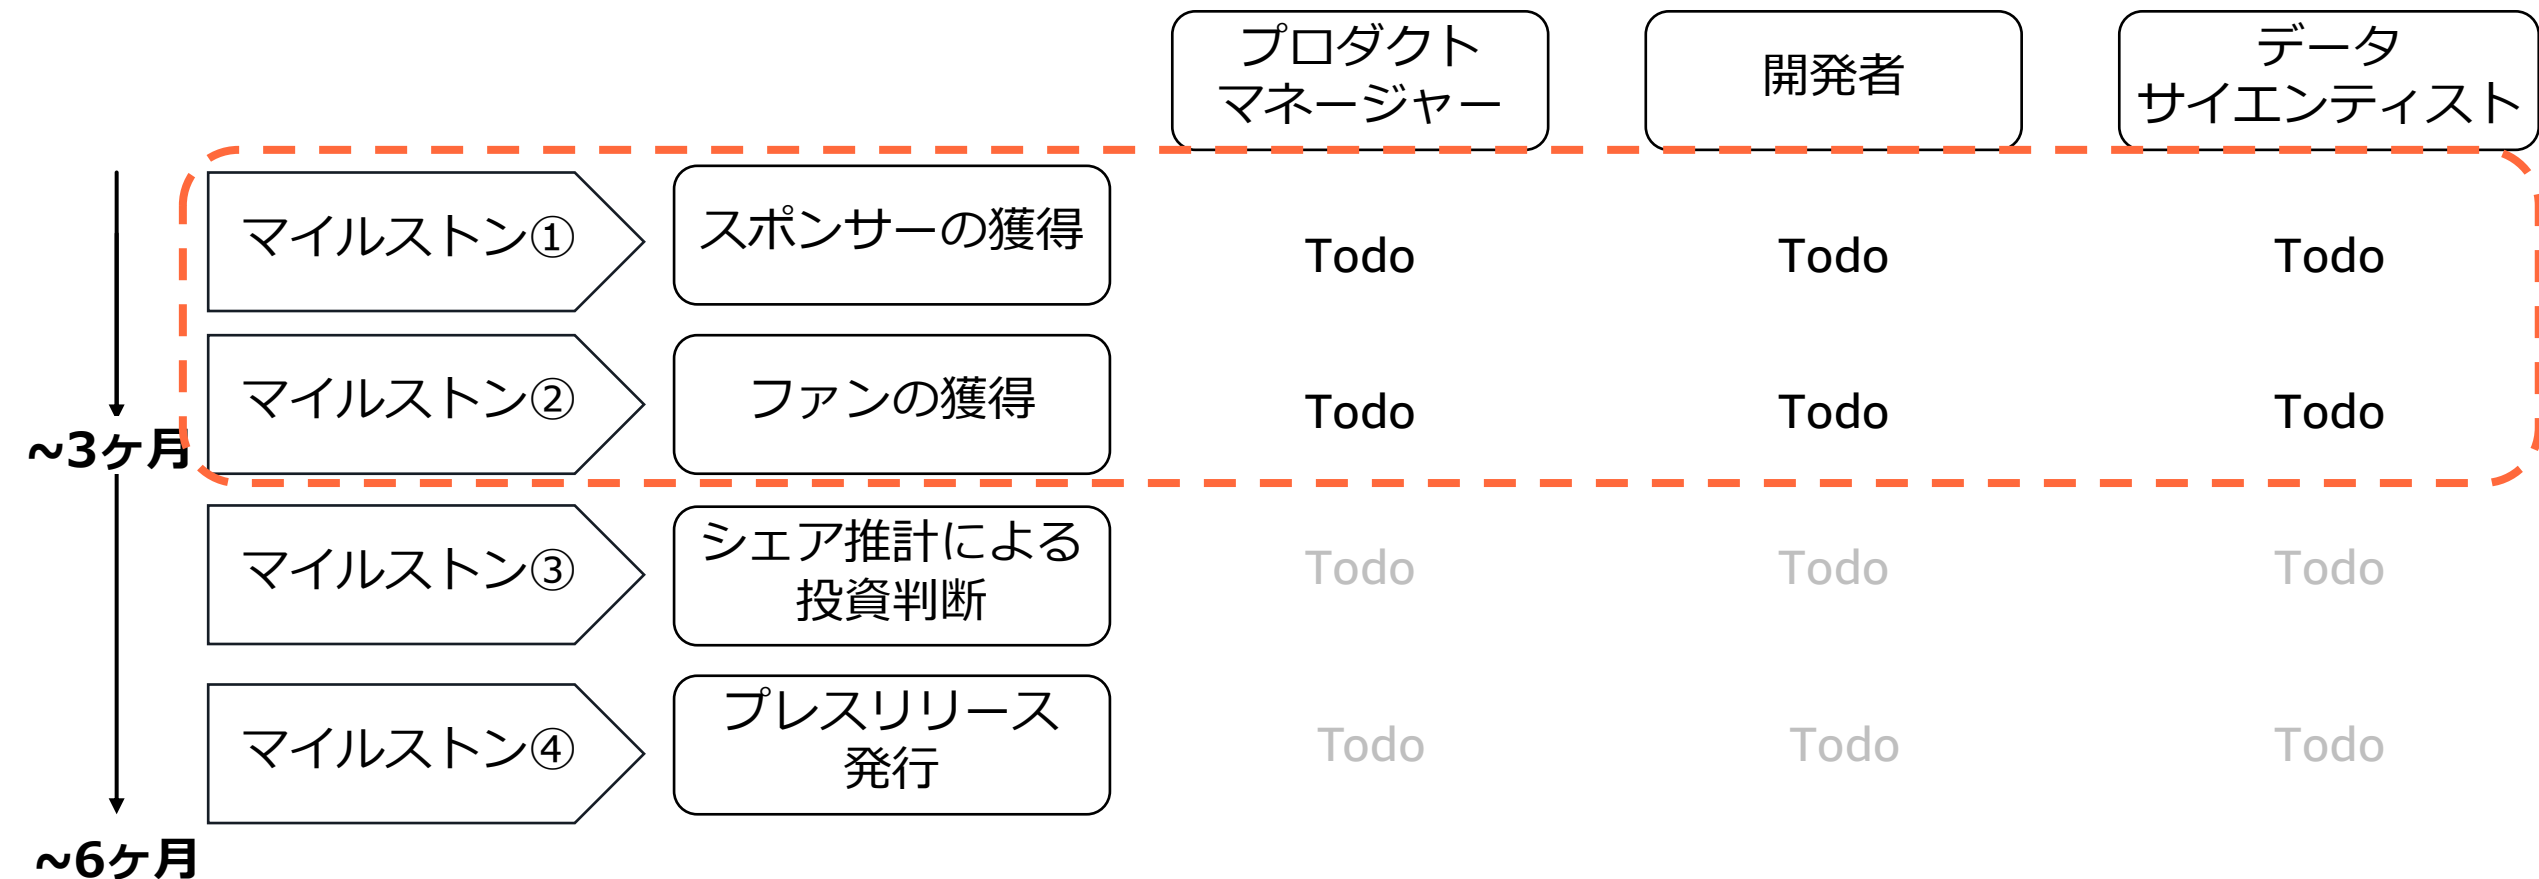 プロダクト
マネージャー
開発者
データ
サイエンティスト
マイルストン①
スポンサーの獲得
Todo
Todo
Todo
マイルストン②
ファンの獲得
Todo
Todo
Todo
~3ヶ月
マイルストン③
シェア推計による
投資判断
Todo
Todo
Todo
マイルストン④
プレスリリース
発行
Todo
Todo
Todo
~6ヶ月